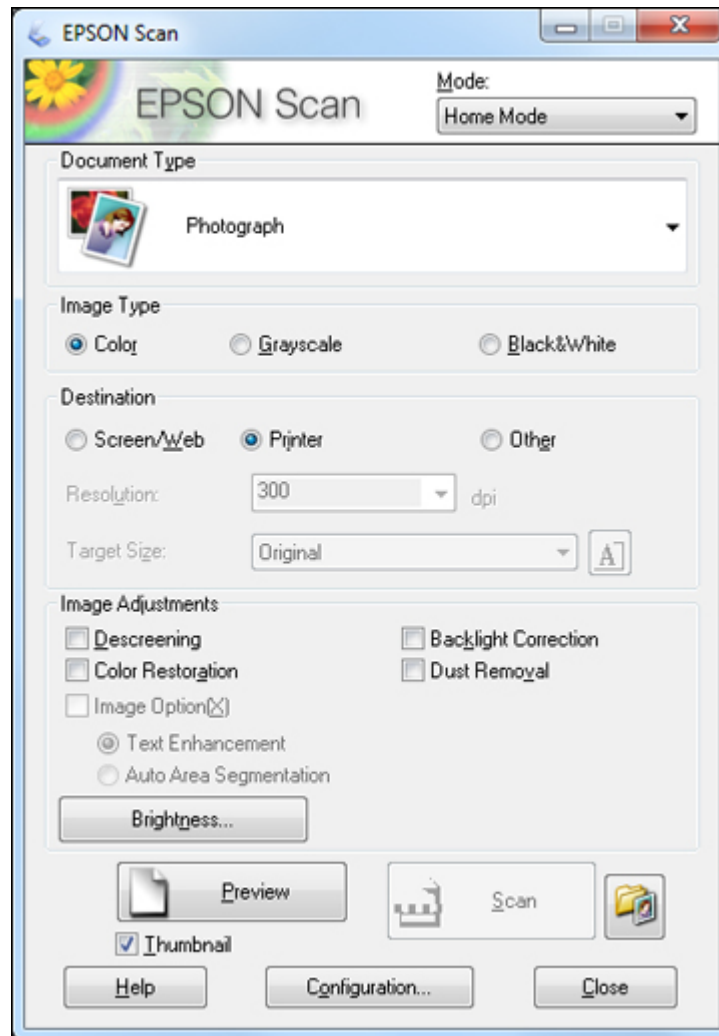 EPSON Scan
EPSON Scan
Mode:
Home Mode
Document Type
Photograph
Image Type
Color Grayscale Black&White
Destination
Screen/Web Printer Other
Resolution: 300 dpi
Target Size: Original A
Image Adjustments
Descreening Backlight Correction
Color Restoration Dust Removal
Image Option(X)
Text Enhancement
Auto Area Segmentation
Brightness...
Preview Scan
Thumbnail
Help Configuration... Close